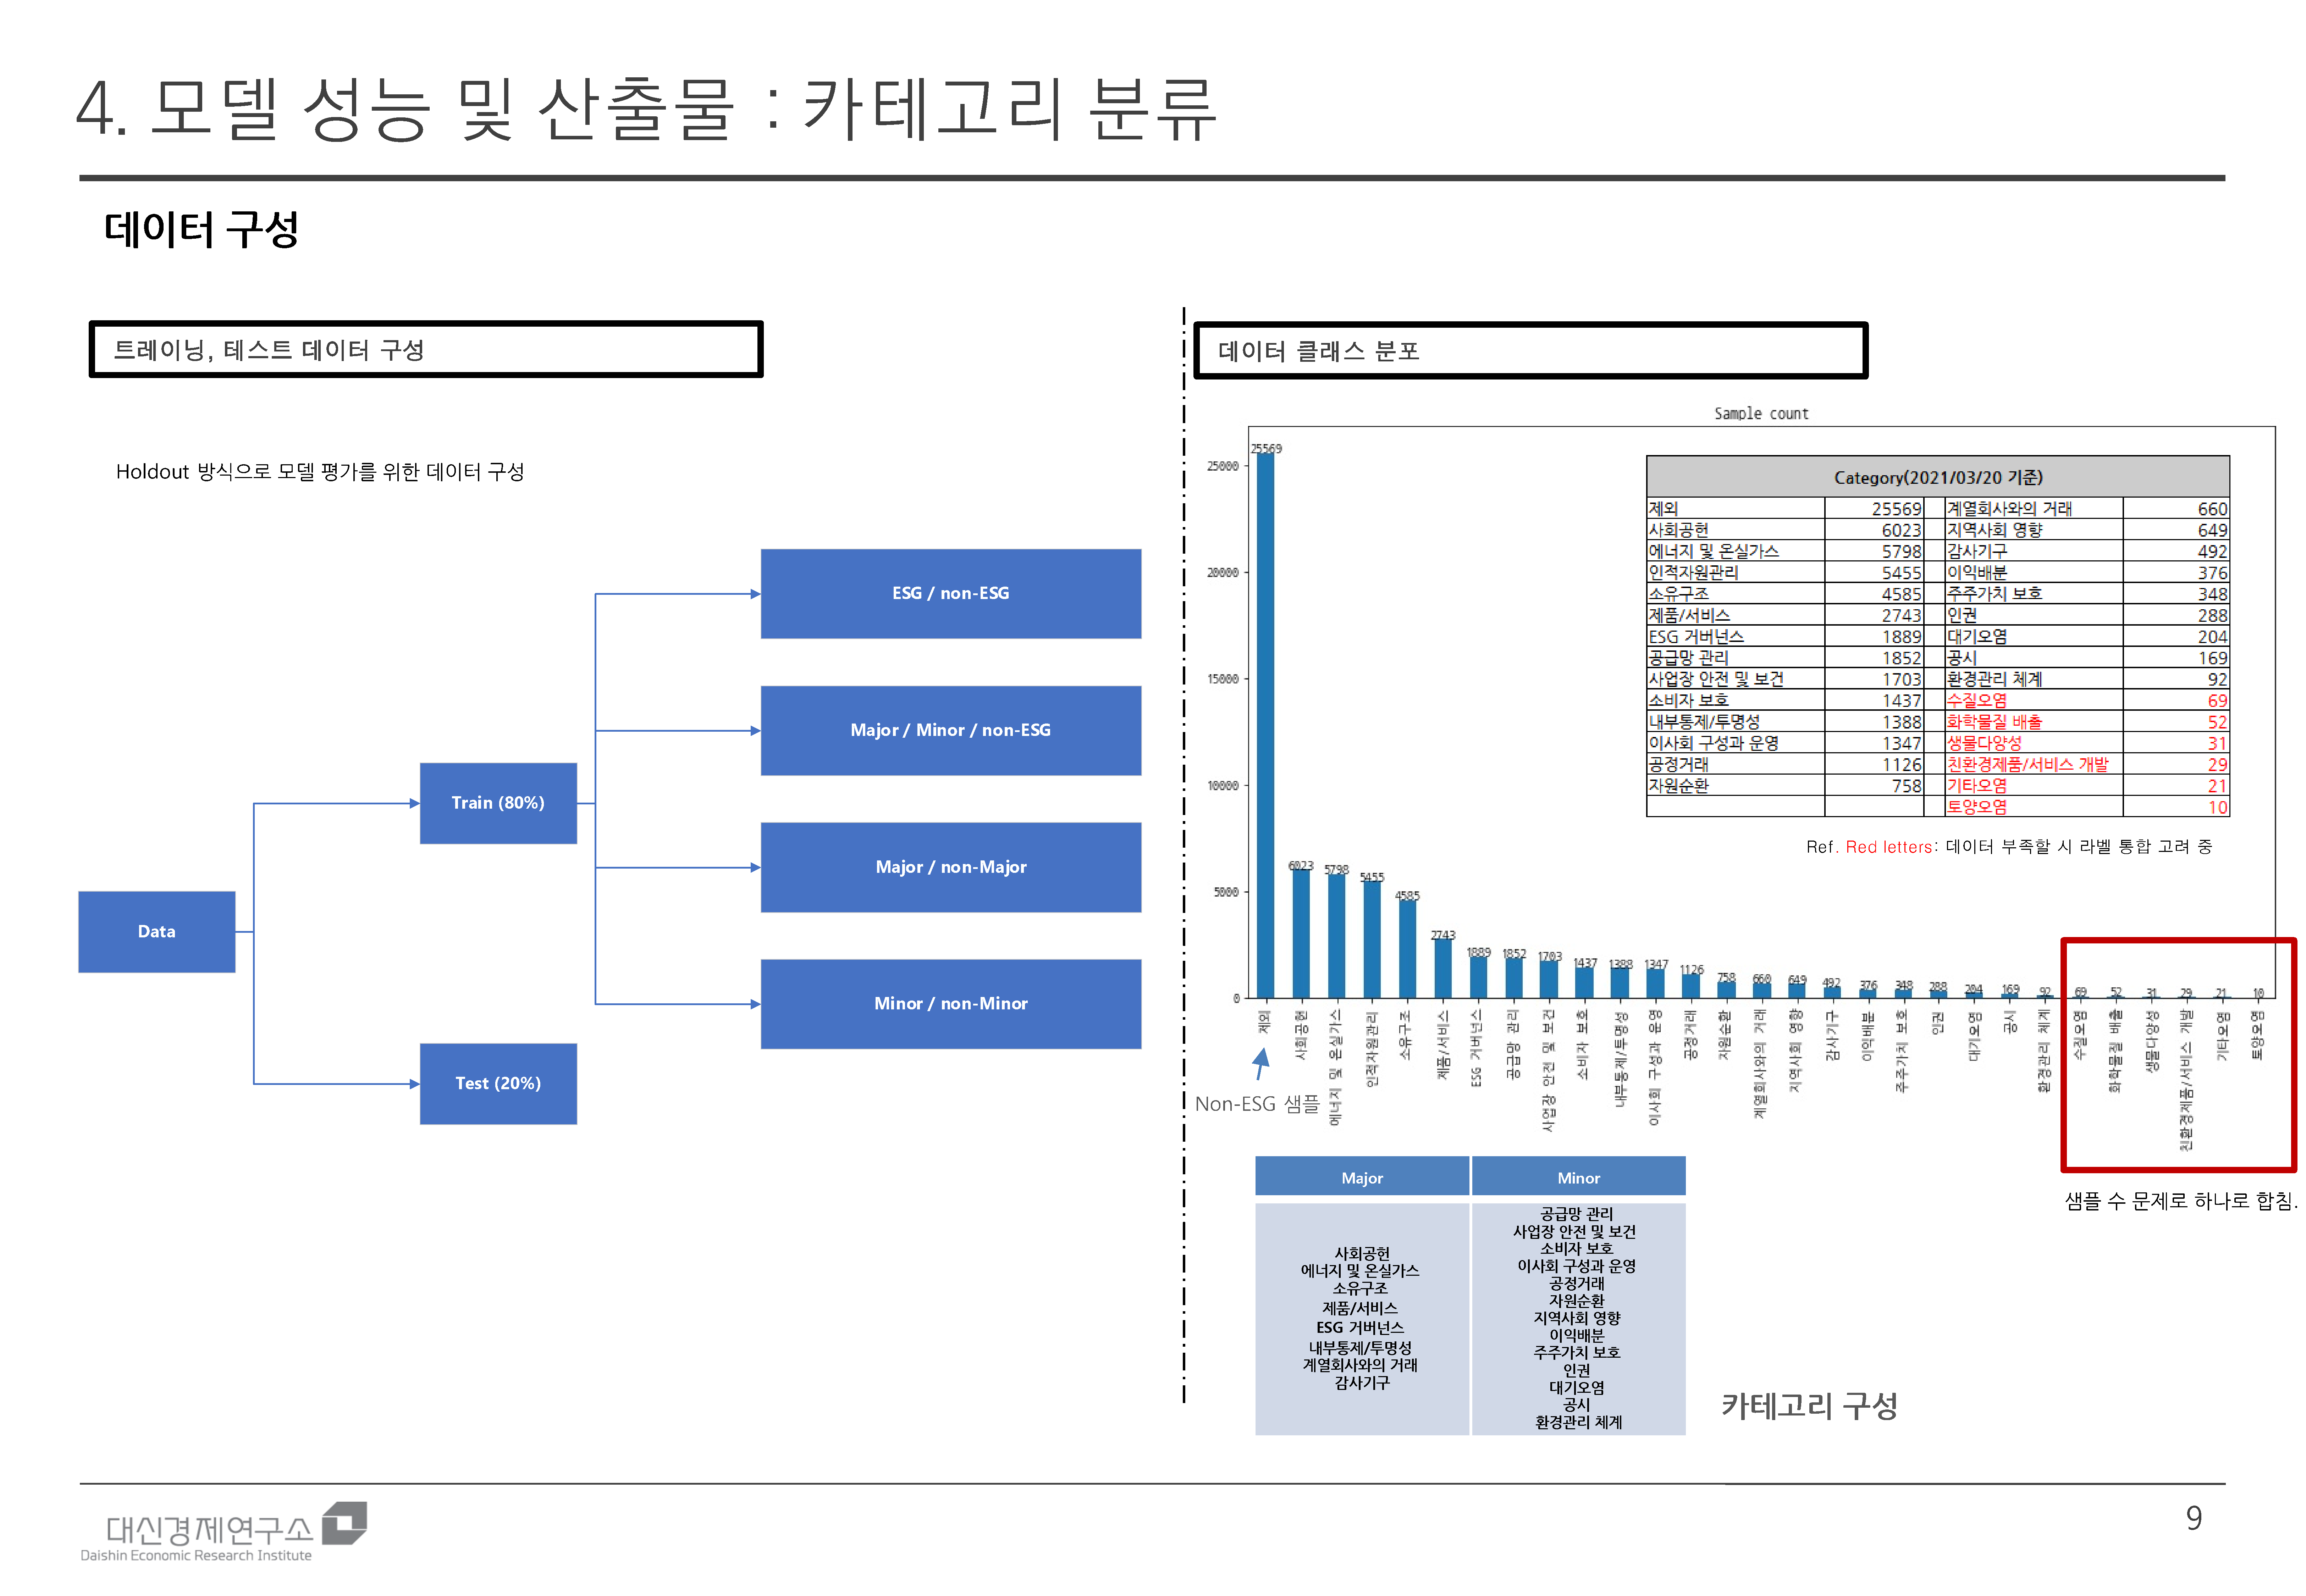 4. 모델 성능 및 산출물 : 카테고리 분류
데이터 구성
트레이닝, 테스트 데이터 구성
Holdout 방식으로 모델 평가를 위한 데이터 구성
Data
Train (80%)
Test (20%)
ESG / non-ESG
Major / Minor / non-ESG
Major / non-Major
Minor / non-Minor
데이터 클래스 분포
Sample count
25000
20000
15000
10000
5000
0
25569
6023
5798
5455
4585
2743
1889
1852
1703
1437
1388
1347
1126
758
660
649
492
376
348
288
204
169
92
69
52
31
29
21
10
제외
사회공헌
에너지 및 온실가스
인적자원관리
소유구조
제품/서비스
ESG 거버넌스
공급망 관리
사업장 안전 및 보건
소비자 보호
내부통제/투명성
이사회 구성과 운영
공정거래
자원순환
계열회사와의 거래
지역사회 영향
감사기구
이익배분
주주가치 보호
인권
대기오염
공시
환경관리 체계
수질오염
화학물질 배출
생물다양성
친환경제품/서비스 개발
기타오염
토양오염
Category(2021/03/20 기준)
제외 25569 계열회사와의 거래 660
사회공헌 6023 지역사회 영향 649
에너지 및 온실가스 5798 감사기구 492
인적자원관리 5455 이익배분 376
소유구조 4585 주주가치 보호 348
제품/서비스 2743 인권 288
ESG 거버넌스 1889 대기오염 204
공급망 관리 1852 공시 169
사업장 안전 및 보건 1703 환경관리 체계 92
소비자 보호 1437 수질오염 69
내부통제/투명성 1388 화학물질 배출 52
이사회 구성과 운영 1347 생물다양성 31
공정거래 1126 친환경제품/서비스 개발 29
자원순환 758 기타오염 21
토양오염 10
Ref. Red letters: 데이터 부족할 시 라벨 통합 고려 중
Non-ESG 샘플
샘플 수 문제로 하나로 합침.
Major
사회공헌
에너지 및 온실가스
소유구조
제품/서비스
ESG 거버넌스
내부통제/투명성
계열회사와의 거래
감사기구
Minor
공급망 관리
사업장 안전 및 보건
소비자 보호
이사회 구성과 운영
공정거래
자원순환
지역사회 영향
이익배분
주주가치 보호
인권
대기오염
공시
환경관리 체계
카테고리 구성
대신경제연구소
Daishin Economic Research Institute
9